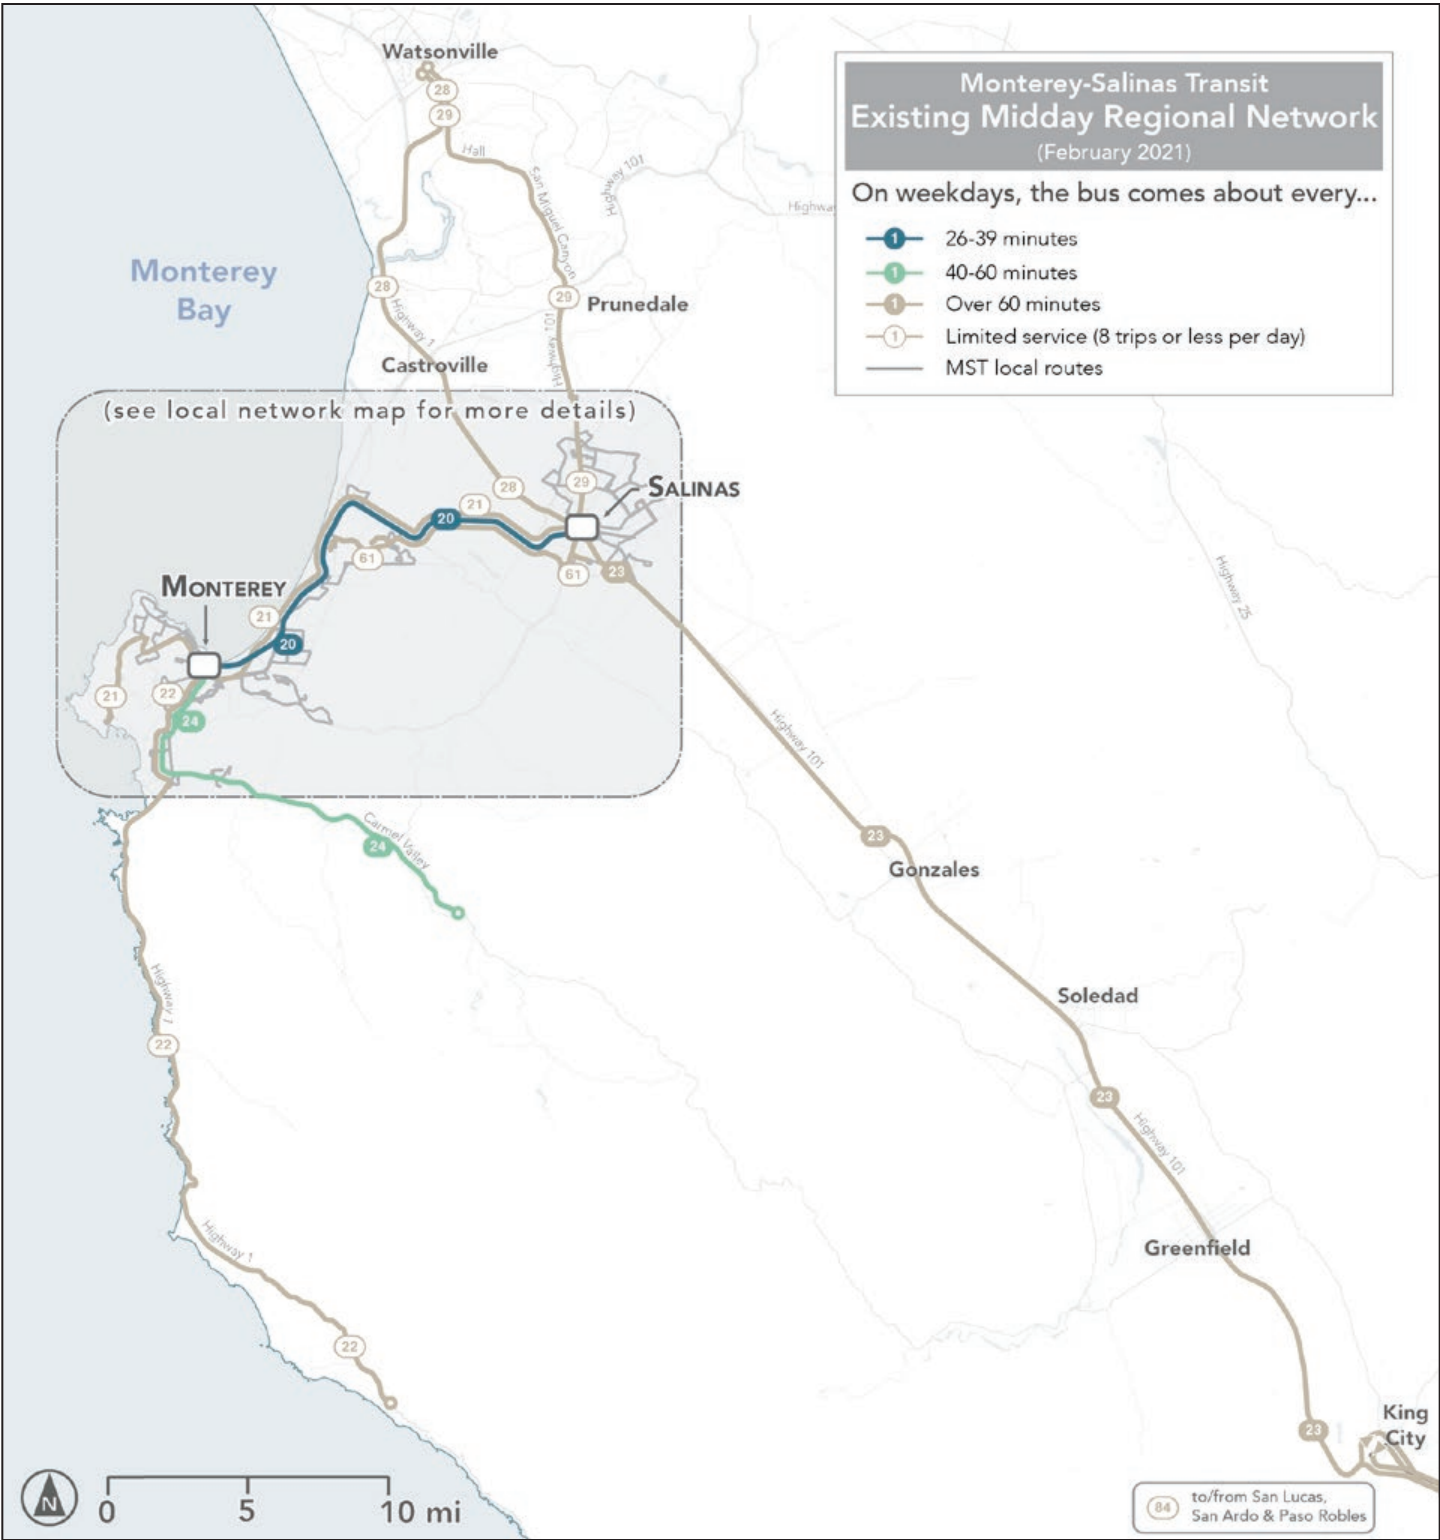 Watsonville
28
29
Monterey-Salinas Transit
Existing Midday Regional Network
(February 2021)
On weekdays, the bus comes about every...
1 26-39 minutes
1 40-60 minutes
1 Over 60 minutes
1 Limited service (8 trips or less per day)
MST local routes
Hall
San Miguel Canyon
Highway 101
Highwa
Monterey
Bay
28
Highway 1
29
Prunedale
Highway 101
Castroville
(see local network map for more details)
29
28
21
20
SALINAS
61
61
23
MONTEREY
21
20
21
22
24
Highway 25
Highway 101
Carmel Valley
24
23
Gonzales
Highway 1
22
Soledad
23
Highway 101
Highway 1
Greenfield
22
23
King
City
N
0 5 10 mi
84 to/from San Lucas,
San Ardo & Paso Robles